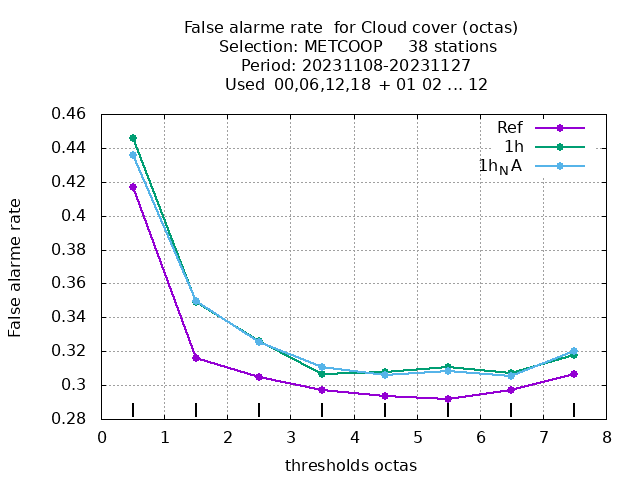 False alarme rate  for Cloud cover (octas)
Selection: METCOOP     38 stations
Period: 20231108-20231127
Used  00,06,12,18 + 01 02 ... 12
0.46
0.44
0.42
0.4
0.38
0.36
0.34
0.32
0.3
0.28
False alarme rate
Ref
1h
1hNA
0 1 2 3 4 5 6 7 8
thresholds octas